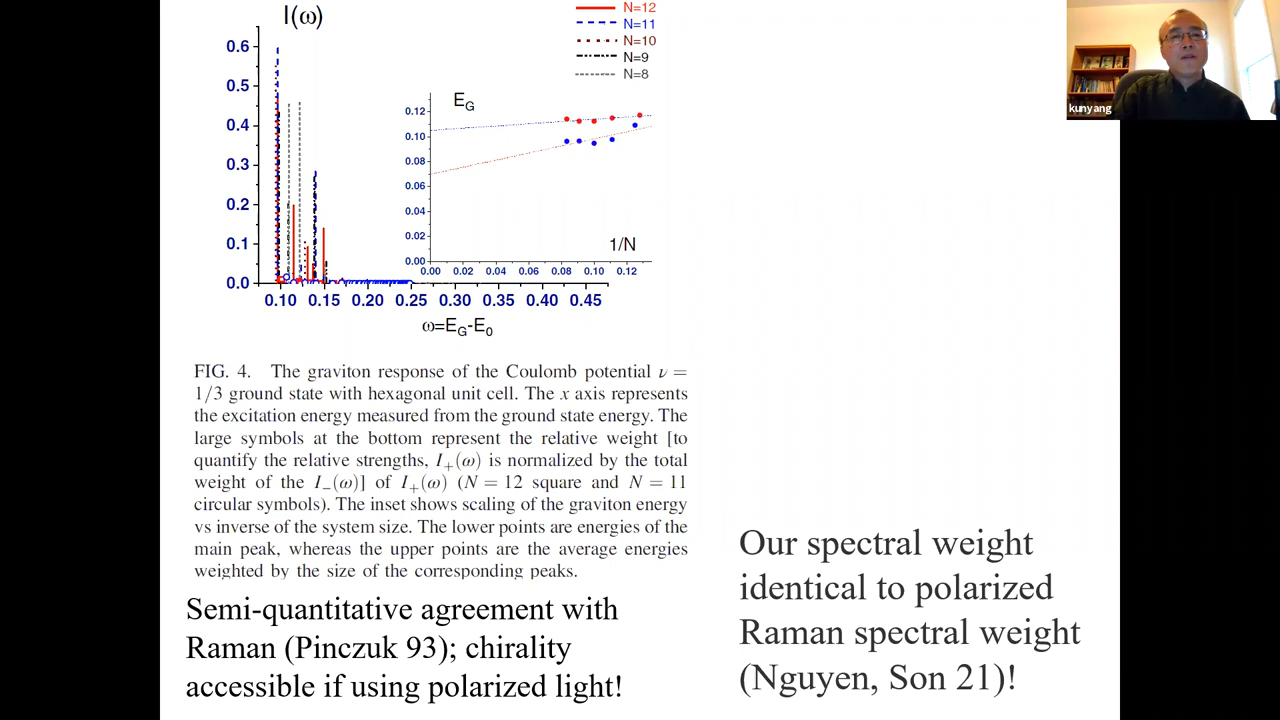 I(ω)
N=12
N=11
N=10
N=9
N=8
0.6
0.5
0.4
0.3
0.2
0.1
0.0
0.10 0.15 0.20 0.25 0.30 0.35 0.40 0.45
ω=E_G-E_0
E_G
0.12
0.10
0.08
0.06
0.04
0.02
0.00
0.00 0.02 0.04 0.06 0.08 0.10 0.12
1/N
kunyang
FIG. 4. The graviton response of the Coulomb potential ν =
1/3 ground state with hexagonal unit cell. The x axis represents
the excitation energy measured from the ground state energy. The
large symbols at the bottom represent the relative weight [to
quantify the relative strengths, I₊(ω) is normalized by the total
weight of the I₋(ω)] of I₊(ω) (N = 12 square and N = 11
circular symbols). The inset shows scaling of the graviton energy
vs inverse of the system size. The lower points are energies of the
main peak, whereas the upper points are the average energies
weighted by the size of the corresponding peaks.
Semi-quantitative agreement with
Raman (Pinczuk 93); chirality
accessible if using polarized light!
Our spectral weight
identical to polarized
Raman spectral weight
(Nguyen, Son 21)!